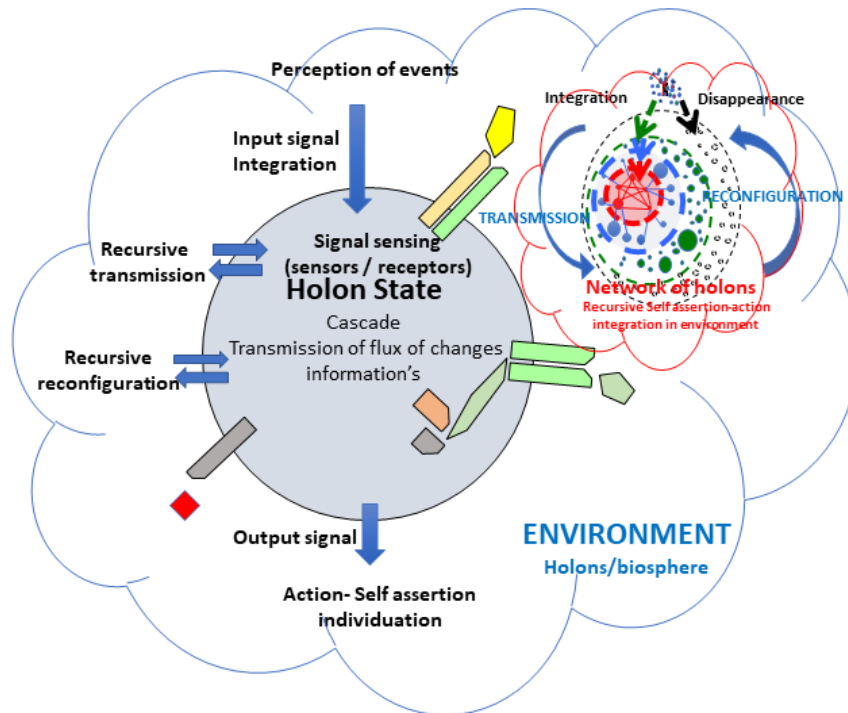 Perception of events
Input signal
Integration
Recursive
transmission
Signal sensing
(sensors / receptors)
Holon State
Cascade
Transmission of flux of changes
information's
Recursive
reconfiguration
Output signal
Action- Self assertion
individuation
Integration
Disappearance
TRANSMISSION
RECONFIGURATION
Network of holons
Recursive Self assertion-action
integration in environment
ENVIRONMENT
Holons/biosphere